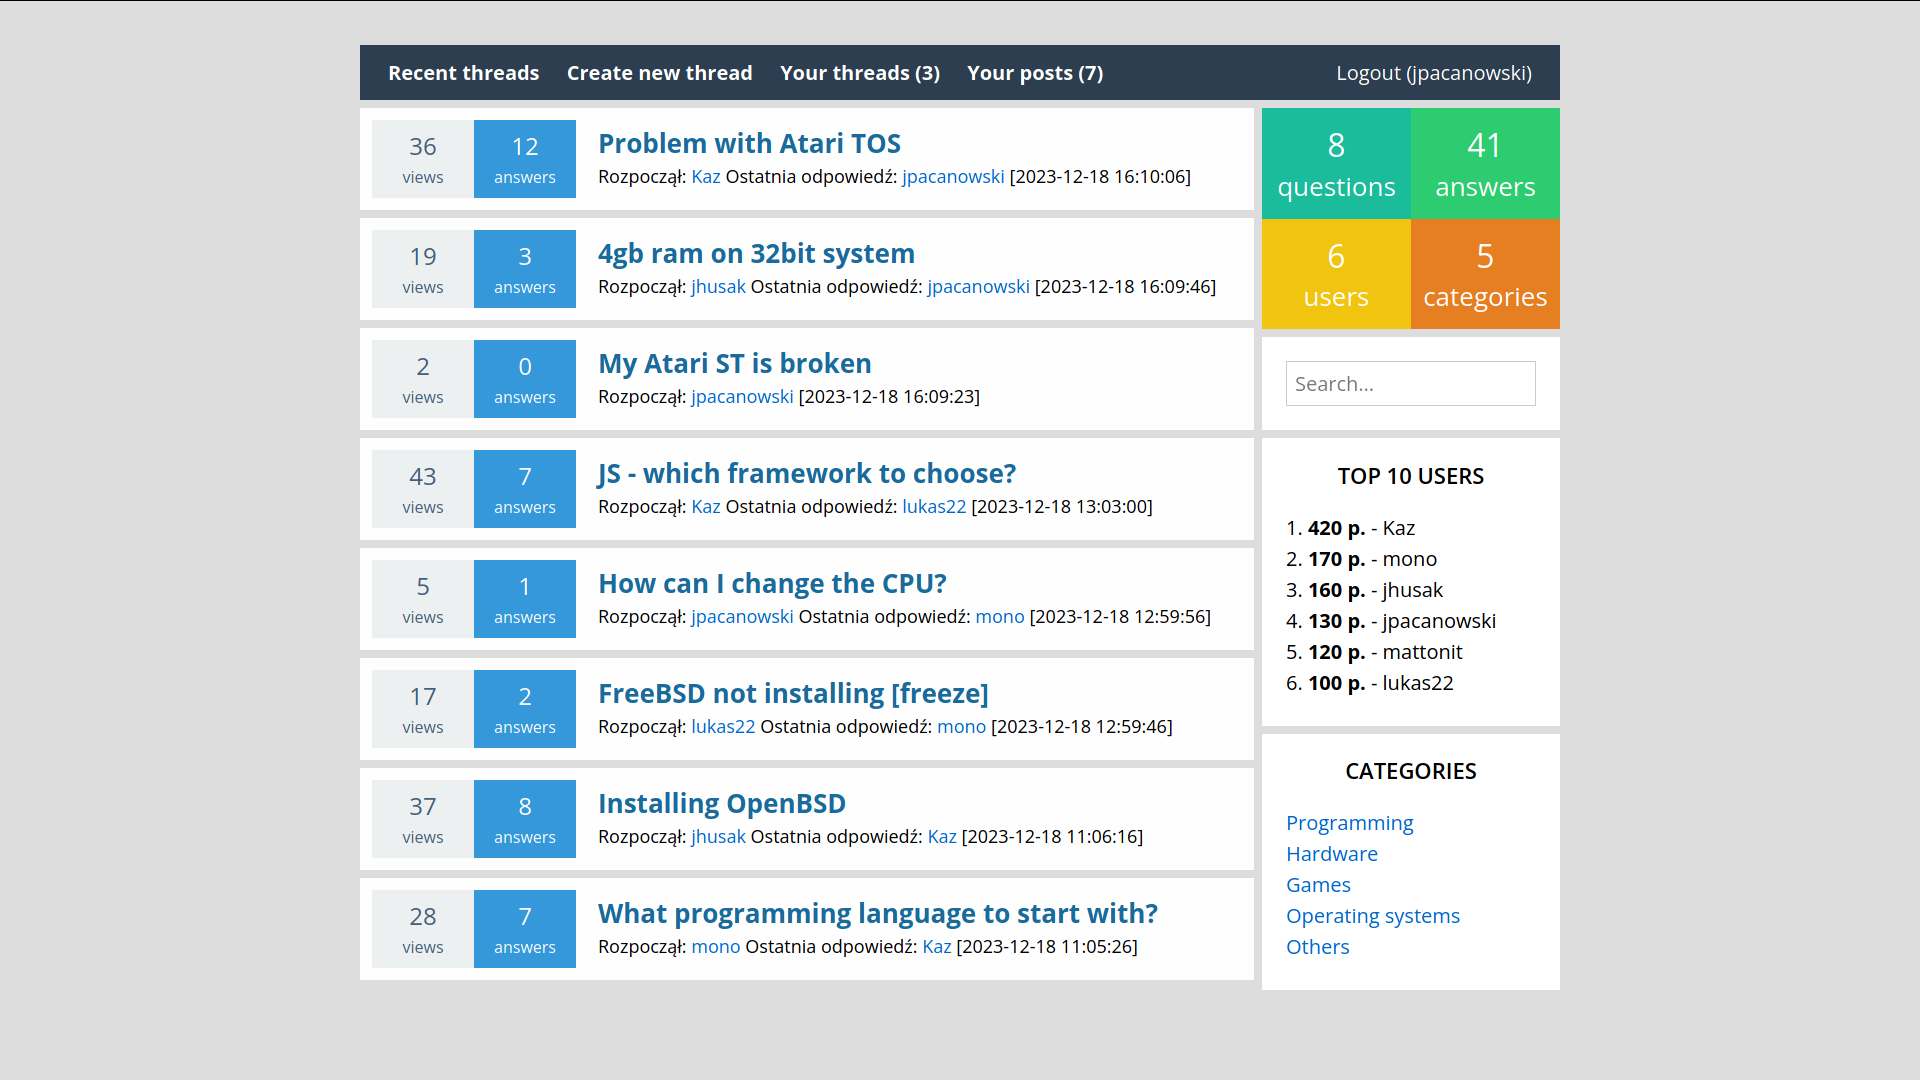 Recent threads Create new thread Your threads (3) Your posts (7) Logout (jpacanowski)
36 views
12 answers
Problem with Atari TOS
Rozpoczął: Kaz Ostatnia odpowiedź: jpacanowski [2023-12-18 16:10:06]
19 views
3 answers
4gb ram on 32bit system
Rozpoczął: jhusak Ostatnia odpowiedź: jpacanowski [2023-12-18 16:09:46]
2 views
0 answers
My Atari ST is broken
Rozpoczął: jpacanowski [2023-12-18 16:09:23]
43 views
7 answers
JS - which framework to choose?
Rozpoczął: Kaz Ostatnia odpowiedź: lukas22 [2023-12-18 13:03:00]
5 views
1 answers
How can I change the CPU?
Rozpoczął: jpacanowski Ostatnia odpowiedź: mono [2023-12-18 12:59:56]
17 views
2 answers
FreeBSD not installing [freeze]
Rozpoczął: lukas22 Ostatnia odpowiedź: mono [2023-12-18 12:59:46]
37 views
8 answers
Installing OpenBSD
Rozpoczął: jhusak Ostatnia odpowiedź: Kaz [2023-12-18 11:06:16]
28 views
7 answers
What programming language to start with?
Rozpoczął: mono Ostatnia odpowiedź: Kaz [2023-12-18 11:05:26]
8 questions
41 answers
6 users
5 categories
Search...
TOP 10 USERS
1. 420 p. - Kaz
2. 170 p. - mono
3. 160 p. - jhusak
4. 130 p. - jpacanowski
5. 120 p. - mattonit
6. 100 p. - lukas22
CATEGORIES
Programming
Hardware
Games
Operating systems
Others